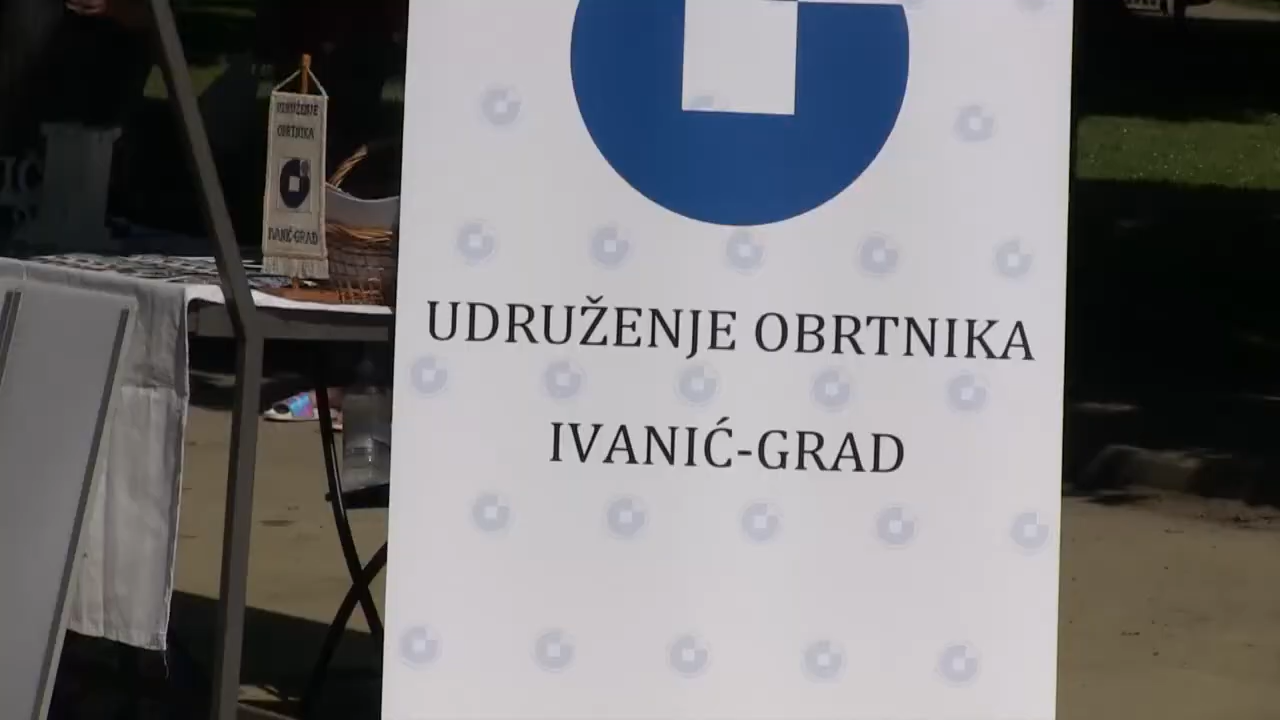 UDRUŽENJE
OBRTNIKA
IVANIĆ-GRAD
UDRUŽENJE OBRTNIKA
IVANIĆ-GRAD